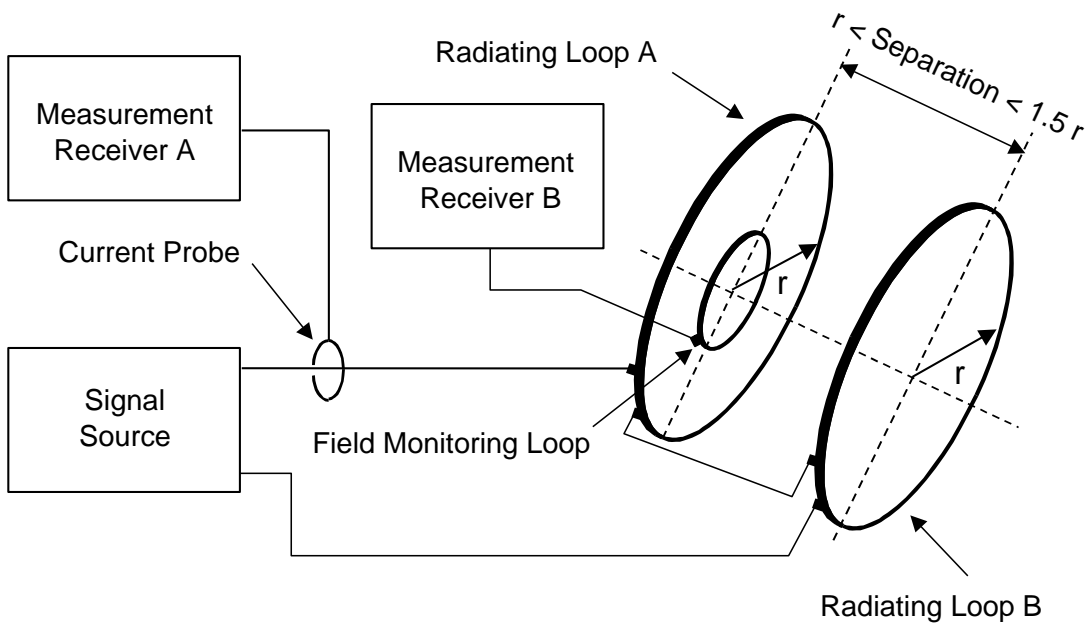 r < Separation < 1.5 r
Radiating Loop A
Measurement
Receiver A
Measurement
Receiver B
Current Probe
r
r
Signal
Source
Field Monitoring Loop
Radiating Loop B